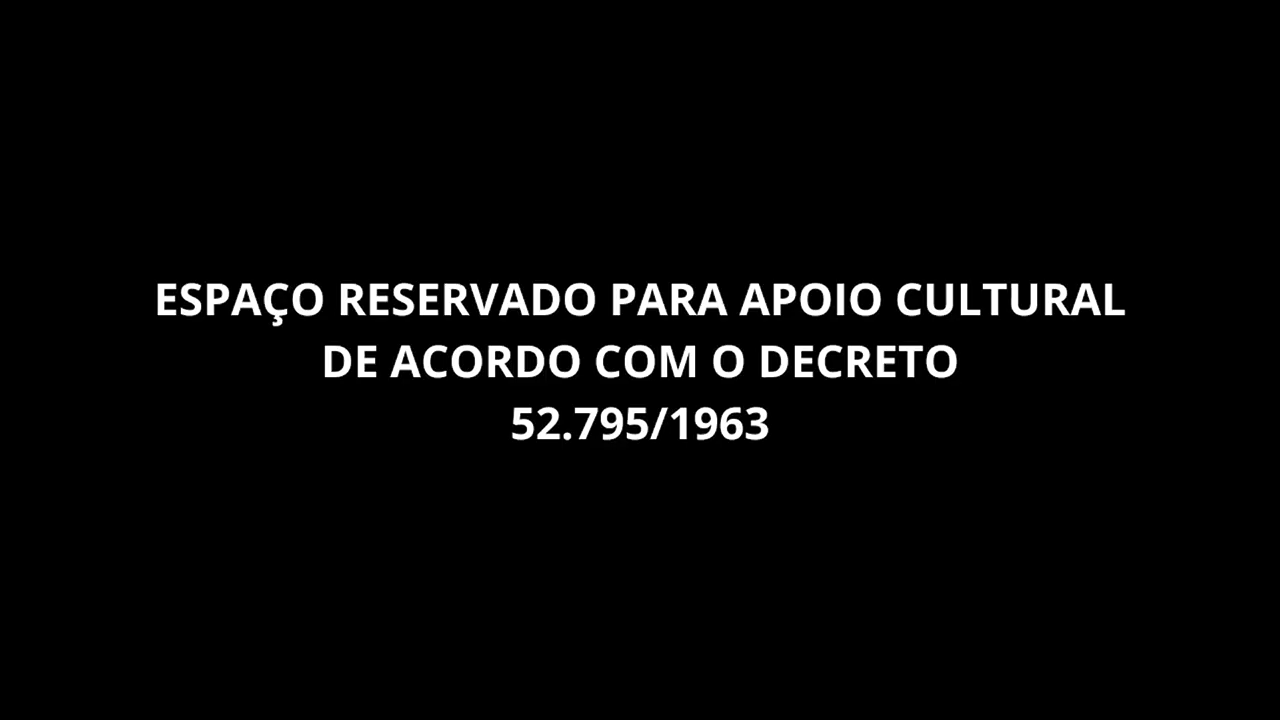 ESPAÇO RESERVADO PARA APOIO CULTURAL
DE ACORDO COM O DECRETO
52.795/1963